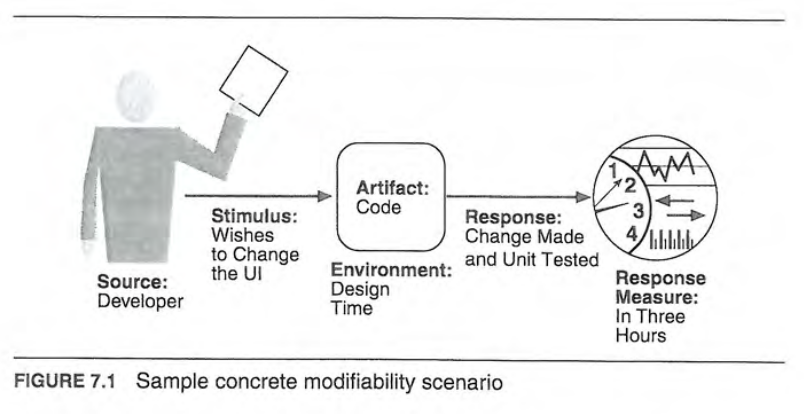 Source:
Developer
Stimulus:
Wishes
to Change
the UI
Artifact:
Code
Environment:
Design
Time
Response:
Change Made
and Unit Tested
1
2
3
4
Response
Measure:
In Three
Hours
FIGURE 7.1 Sample concrete modifiability scenario